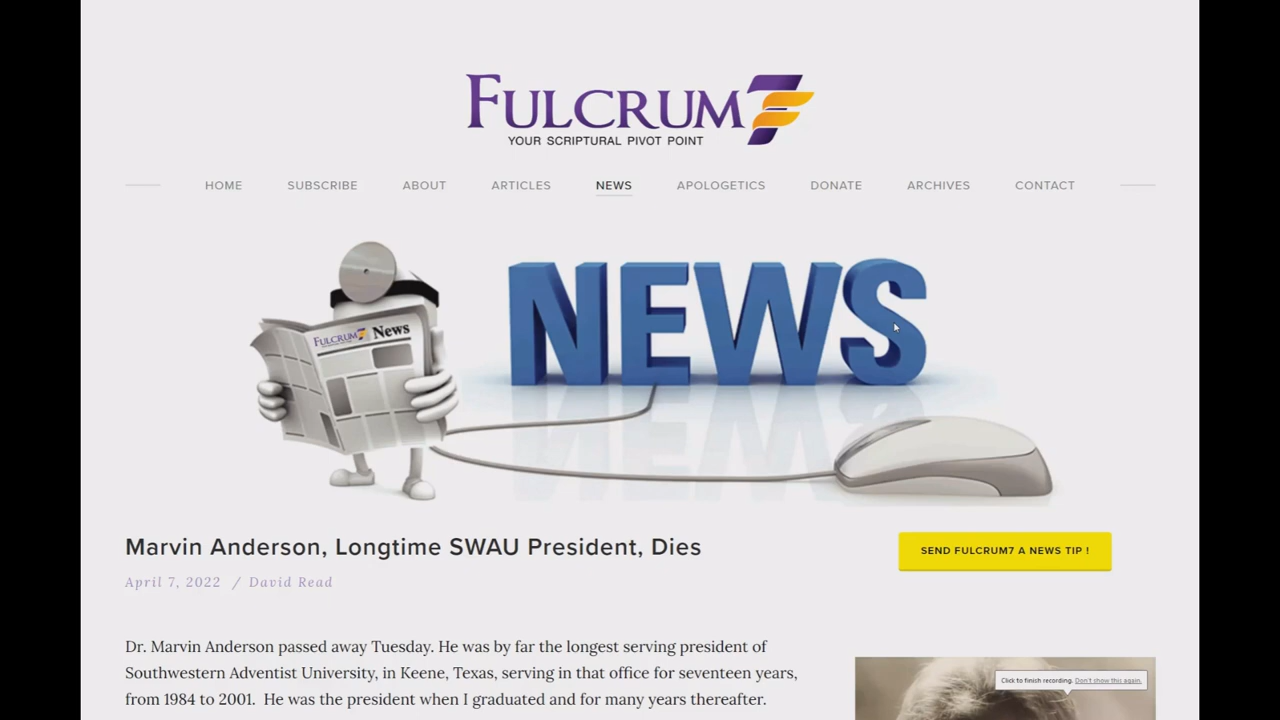 FULCRUM7
YOUR SCRIPTURAL PIVOT POINT
HOME SUBSCRIBE ABOUT ARTICLES NEWS APOLOGETICS DONATE ARCHIVES CONTACT
NEWS
FULCRUM7 News
Marvin Anderson, Longtime SWAU President, Dies
SEND FULCRUM7 A NEWS TIP !
April 7, 2022 / David Read
Dr. Marvin Anderson passed away Tuesday. He was by far the longest serving president of
Southwestern Adventist University, in Keene, Texas, serving in that office for seventeen years,
from 1984 to 2001. He was the president when I graduated and for many years thereafter.
Click to finish recording. Don't show this again.